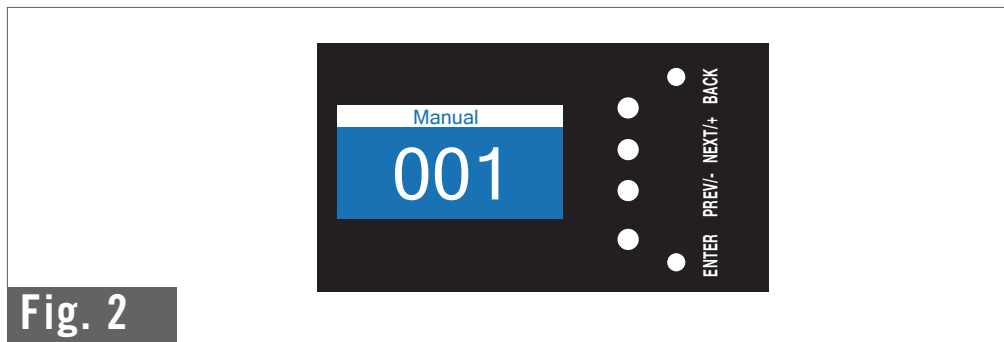 Manual
001
BACK
NEXT/+
PREV/-
ENTER
Fig. 2